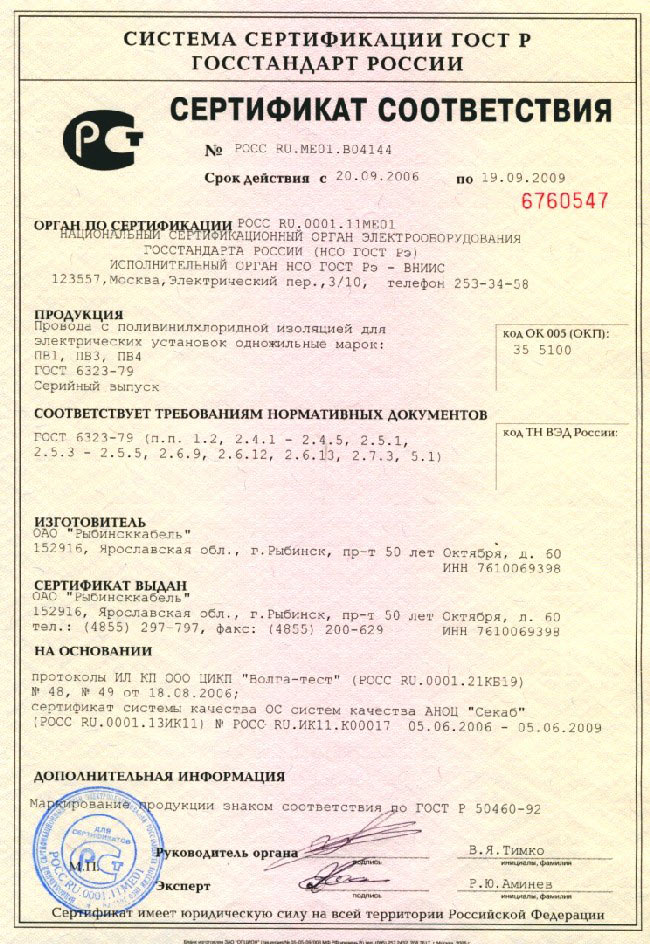 СИСТЕМА СЕРТИФИКАЦИИ ГОСТ Р
ГОССТАНДАРТ РОССИИ
СЕРТИФИКАТ СООТВЕТСТВИЯ
№ РОСС RU.ME01.B04144
Срок действия с 20.09.2006 по 19.09.2009
6760547
ОРГАН ПО СЕРТИФИКАЦИИ РОСС RU.0001.11МЕ01
НАЦИОНАЛЬНЫЙ СЕРТИФИКАЦИОННЫЙ ОРГАН ЭЛЕКТРООБОРУДОВАНИЯ
ГОССТАНДАРТА РОССИИ (НСО ГОСТ Рэ)
ИСПОЛНИТЕЛЬНЫЙ ОРГАН НСО ГОСТ Рэ - ВНИИС
123557,Москва,Электрический пер.,3/10, телефон 253-34-58
ПРОДУКЦИЯ
Провода с поливинилхлоридной изоляцией для
электрических установок одножильные марок:
ПВ1, ПВ3, ПВ4
ГОСТ 6323-79
Серийный выпуск
код ОК 005 (ОКП):
35 5100
СООТВЕТСТВУЕТ ТРЕБОВАНИЯМ НОРМАТИВНЫХ ДОКУМЕНТОВ
ГОСТ 6323-79 (п.п. 1.2, 2.4.1 - 2.4.5, 2.5.1,
2.5.3 - 2.5.5, 2.6.9, 2.6.12, 2.6.13, 2.7.3, 5.1)
код ТН ВЭД России:
ИЗГОТОВИТЕЛЬ
ОАО "Рыбинсккабель"
152916, Ярославская обл., г.Рыбинск, пр-т 50 лет Октября, д. 60
ИНН 7610069398
СЕРТИФИКАТ ВЫДАН
ОАО "Рыбинсккабель"
152916, Ярославская обл., г.Рыбинск, пр-т 50 лет Октября, д. 60
тел.: (4855) 297-797, факс: (4855) 200-629 ИНН 7610069398
НА ОСНОВАНИИ
протоколы ИЛ КП ООО ЦИКП "Волга-тест" (РОСС RU.0001.21КБ19)
№ 48, № 49 от 18.08.2006;
сертификат системы качества ОС систем качества АНОЦ "Секаб"
(РОСС RU.0001.13ИК11) № РОСС RU.ИК11.К00017 05.06.2006 - 05.06.2009
ДОПОЛНИТЕЛЬНАЯ ИНФОРМАЦИЯ
Маркирование продукции знаком соответствия по ГОСТ Р 50460-92
ДЛЯ
СЕРТИФИКАТОВ
РОСС RU.0001.11МЕ01
М.П.
Руководитель органа
подпись
В.Я.Тимко
инициалы, фамилия
Эксперт
подпись
Р.Ю.Аминев
инициалы, фамилия
Сертификат имеет юридическую силу на всей территории Российской Федерации